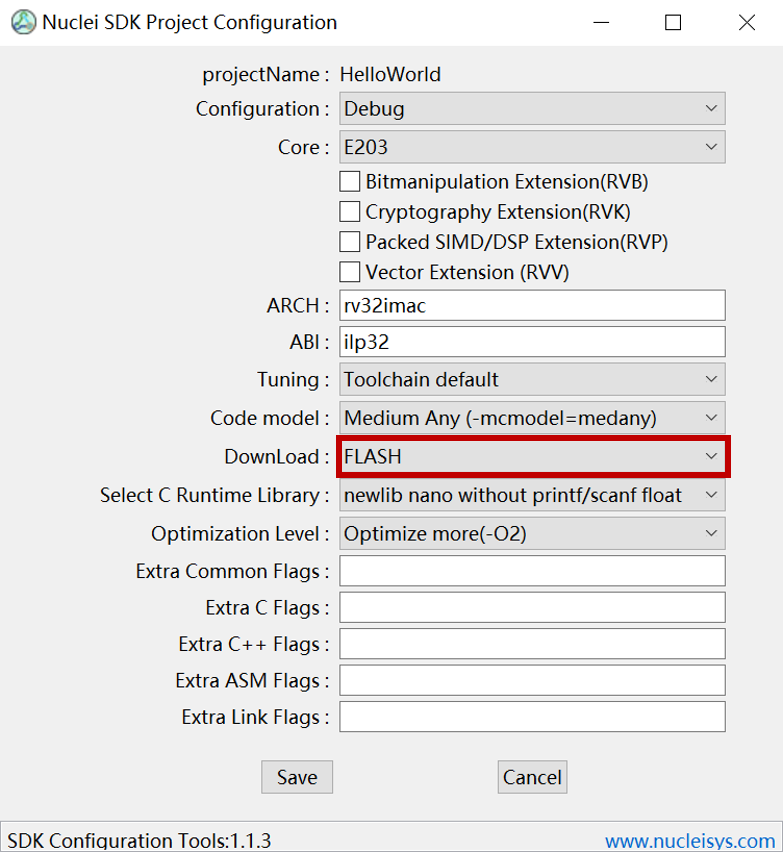 Nuclei SDK Project Configuration
projectName : HelloWorld
Configuration : Debug
Core : E203
Bitmanipulation Extension(RVB)
Cryptography Extension(RVK)
Packed SIMD/DSP Extension(RVP)
Vector Extension (RVV)
ARCH : rv32imac
ABI : ilp32
Tuning : Toolchain default
Code model : Medium Any (-mcmodel=medany)
DownLoad : FLASH
Select C Runtime Library : newlib nano without printf/scanf float
Optimization Level : Optimize more(-O2)
Extra Common Flags :
Extra C Flags :
Extra C++ Flags :
Extra ASM Flags :
Extra Link Flags :
Save Cancel
SDK Configuration Tools:1.1.3 www.nucleisys.com